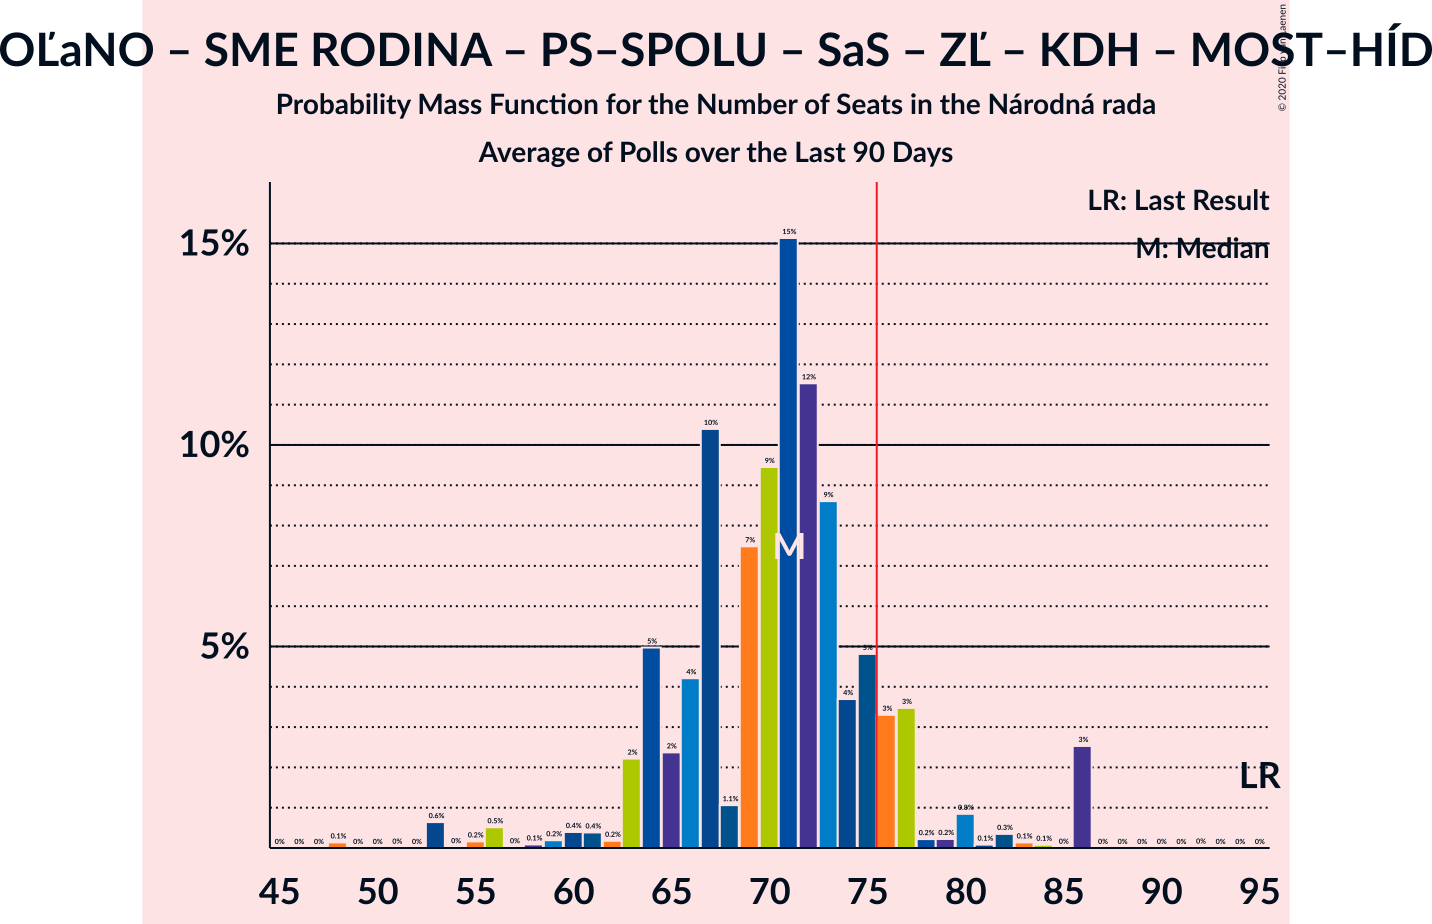 OĽaNO – SME RODINA – PS–SPOLU – SaS – ZĽ – KDH – MOST–HÍD
Probability Mass Function for the Number of Seats in the Národná rada
Average of Polls over the Last 90 Days
© 2020 Filip van Laenen
LR: Last Result
M: Median
15%
10%
5%
0% 0% 0% 0.1% 0% 0% 0% 0% 0.6% 0% 0.2% 0.5% 0% 0.1% 0.2% 0.4% 0.4% 0.2% 2% 5% 2% 4% 10% 1.1% 7% 9% 15% 12% 9% 4% 5% 3% 3% 0.2% 0.2% 0.8% 0.1% 0.3% 0.1% 0.1% 0% 3% 0% 0% 0% 0% 0% 0% 0% 0% 0%
M
LR
45 50 55 60 65 70 75 80 85 90 95